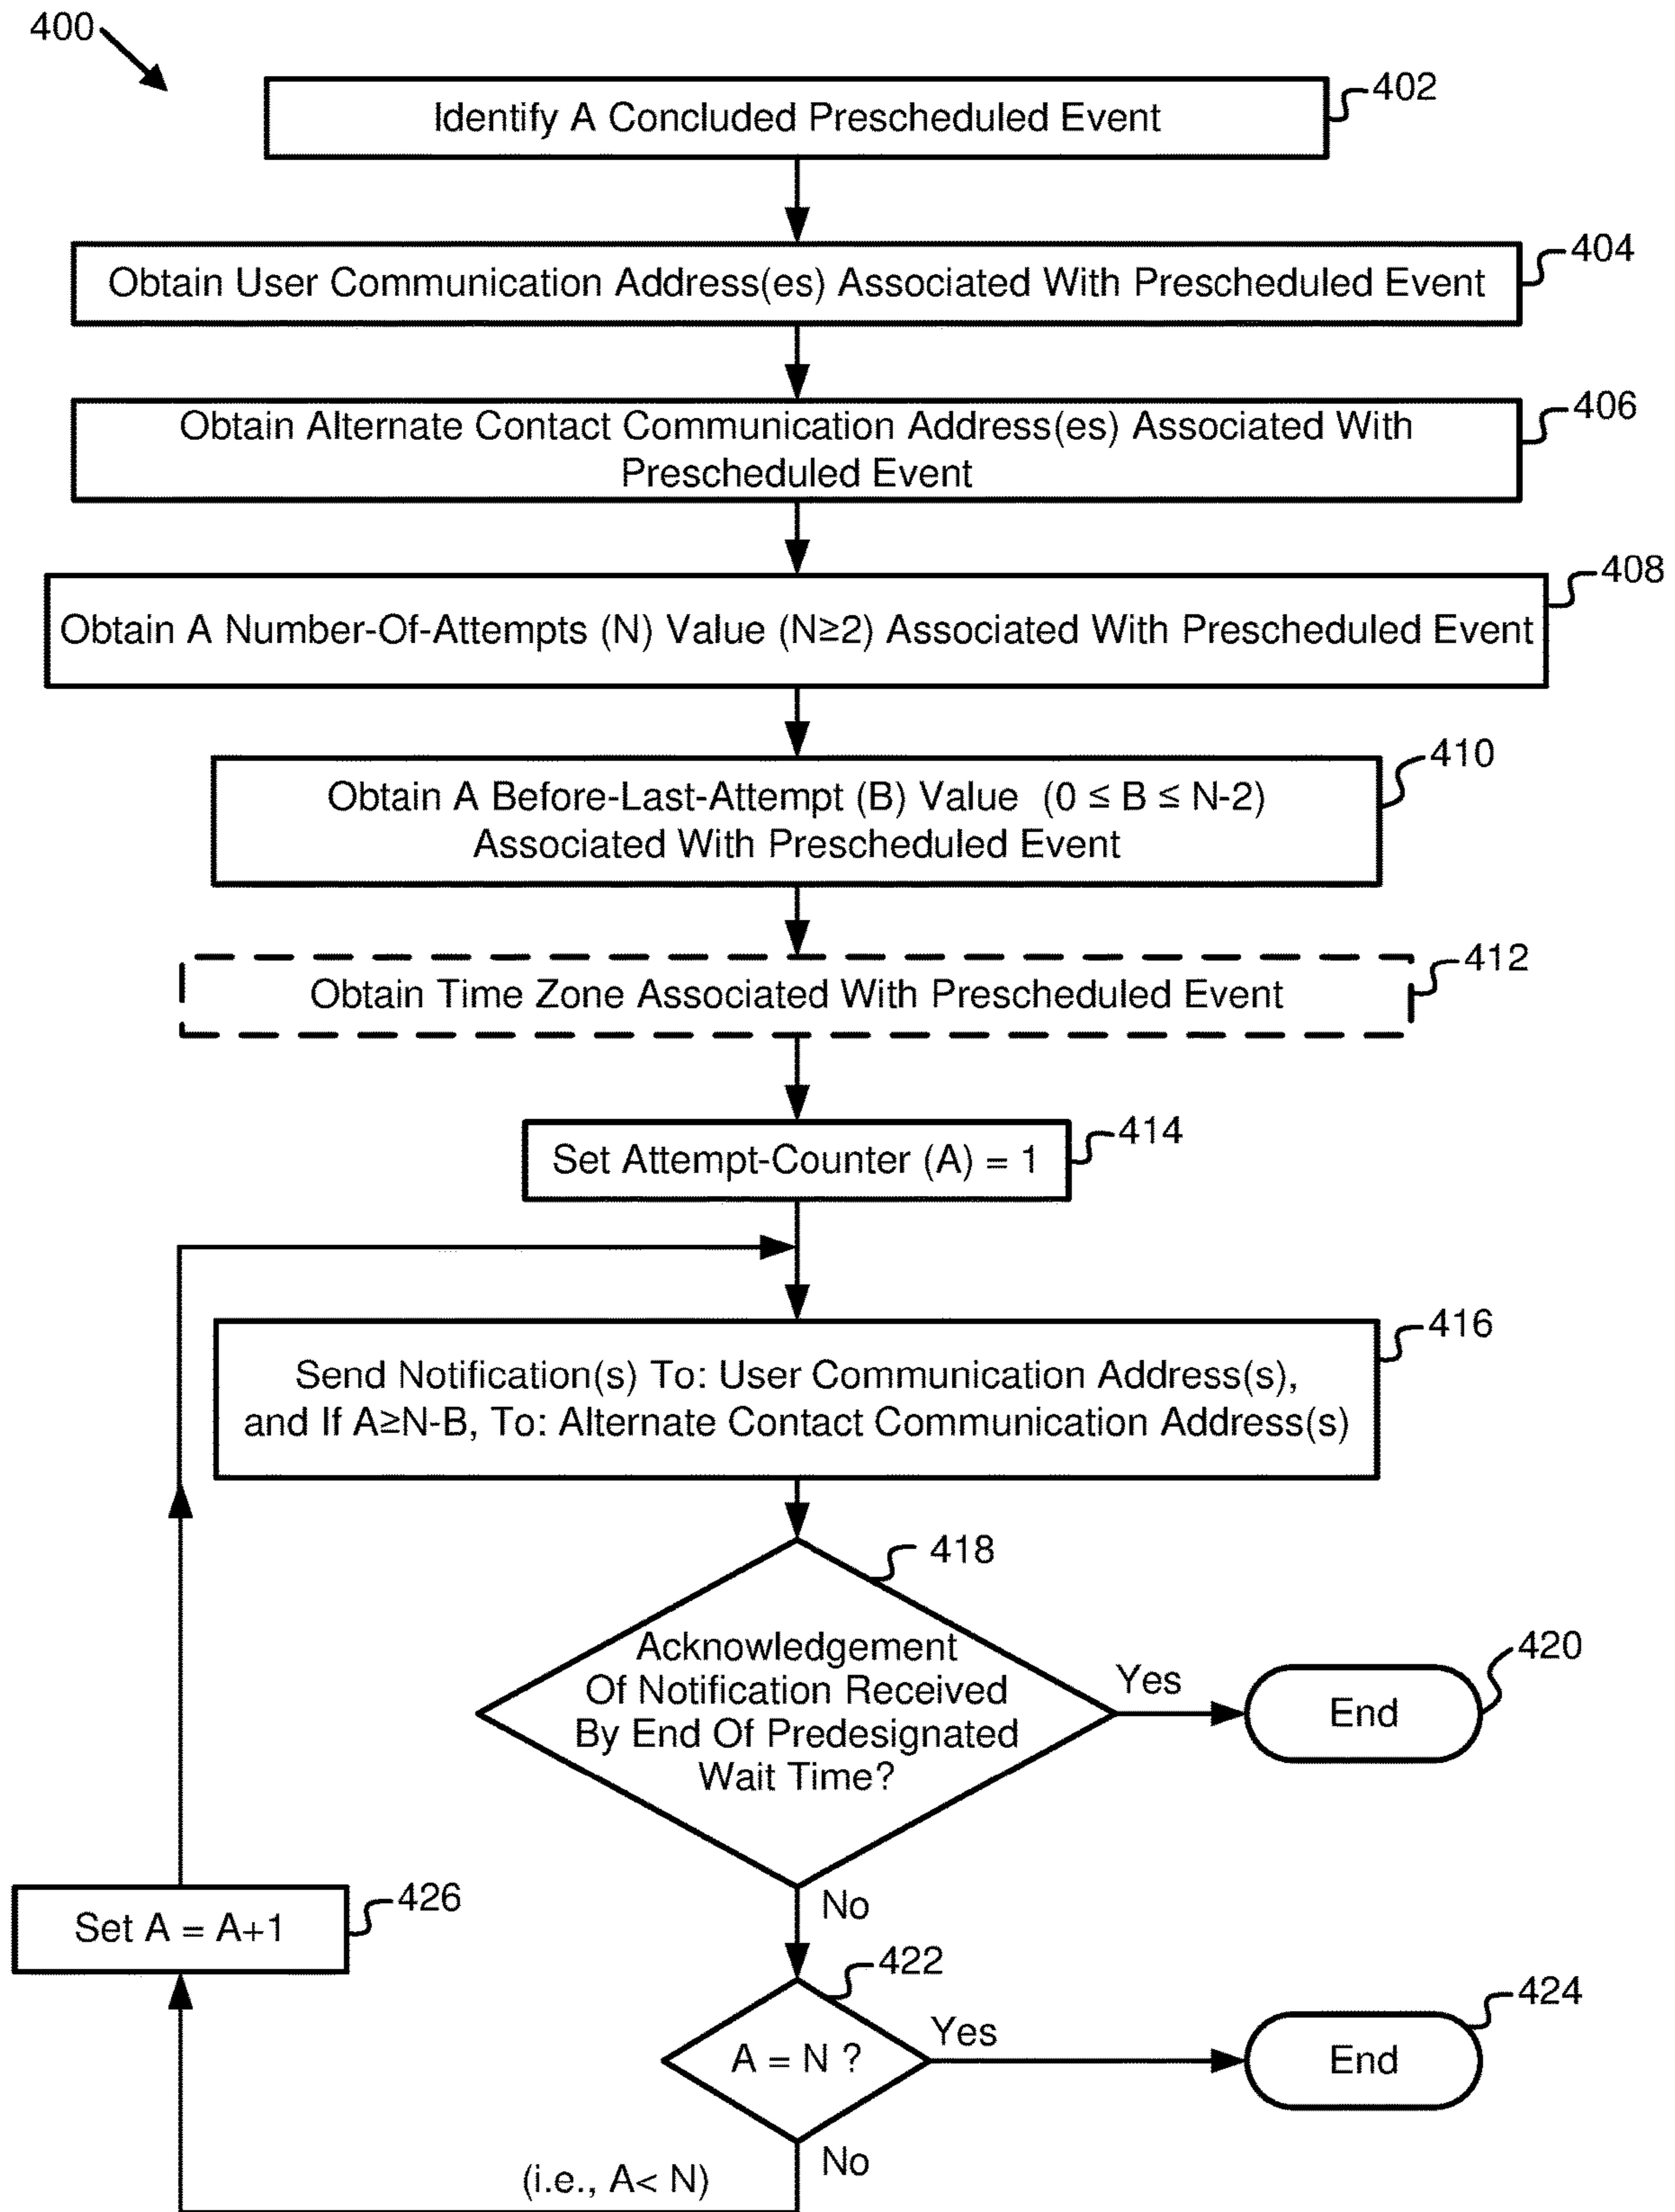 400
Identify A Concluded Prescheduled Event
402
Obtain User Communication Address(es) Associated With Prescheduled Event
404
Obtain Alternate Contact Communication Address(es) Associated With
Prescheduled Event
406
Obtain A Number-Of-Attempts (N) Value (N≥2) Associated With Prescheduled Event
408
Obtain A Before-Last-Attempt (B) Value (0 ≤ B ≤ N-2)
Associated With Prescheduled Event
410
Obtain Time Zone Associated With Prescheduled Event
412
Set Attempt-Counter (A) = 1
414
Send Notification(s) To: User Communication Address(s),
and If A≥N-B, To: Alternate Contact Communication Address(s)
416
418
Acknowledgement
Of Notification Received
By End Of Predesignated
Wait Time?
Yes
End
420
No
Set A = A+1
426
422
A = N ?
Yes
End
424
No
(i.e., A< N)